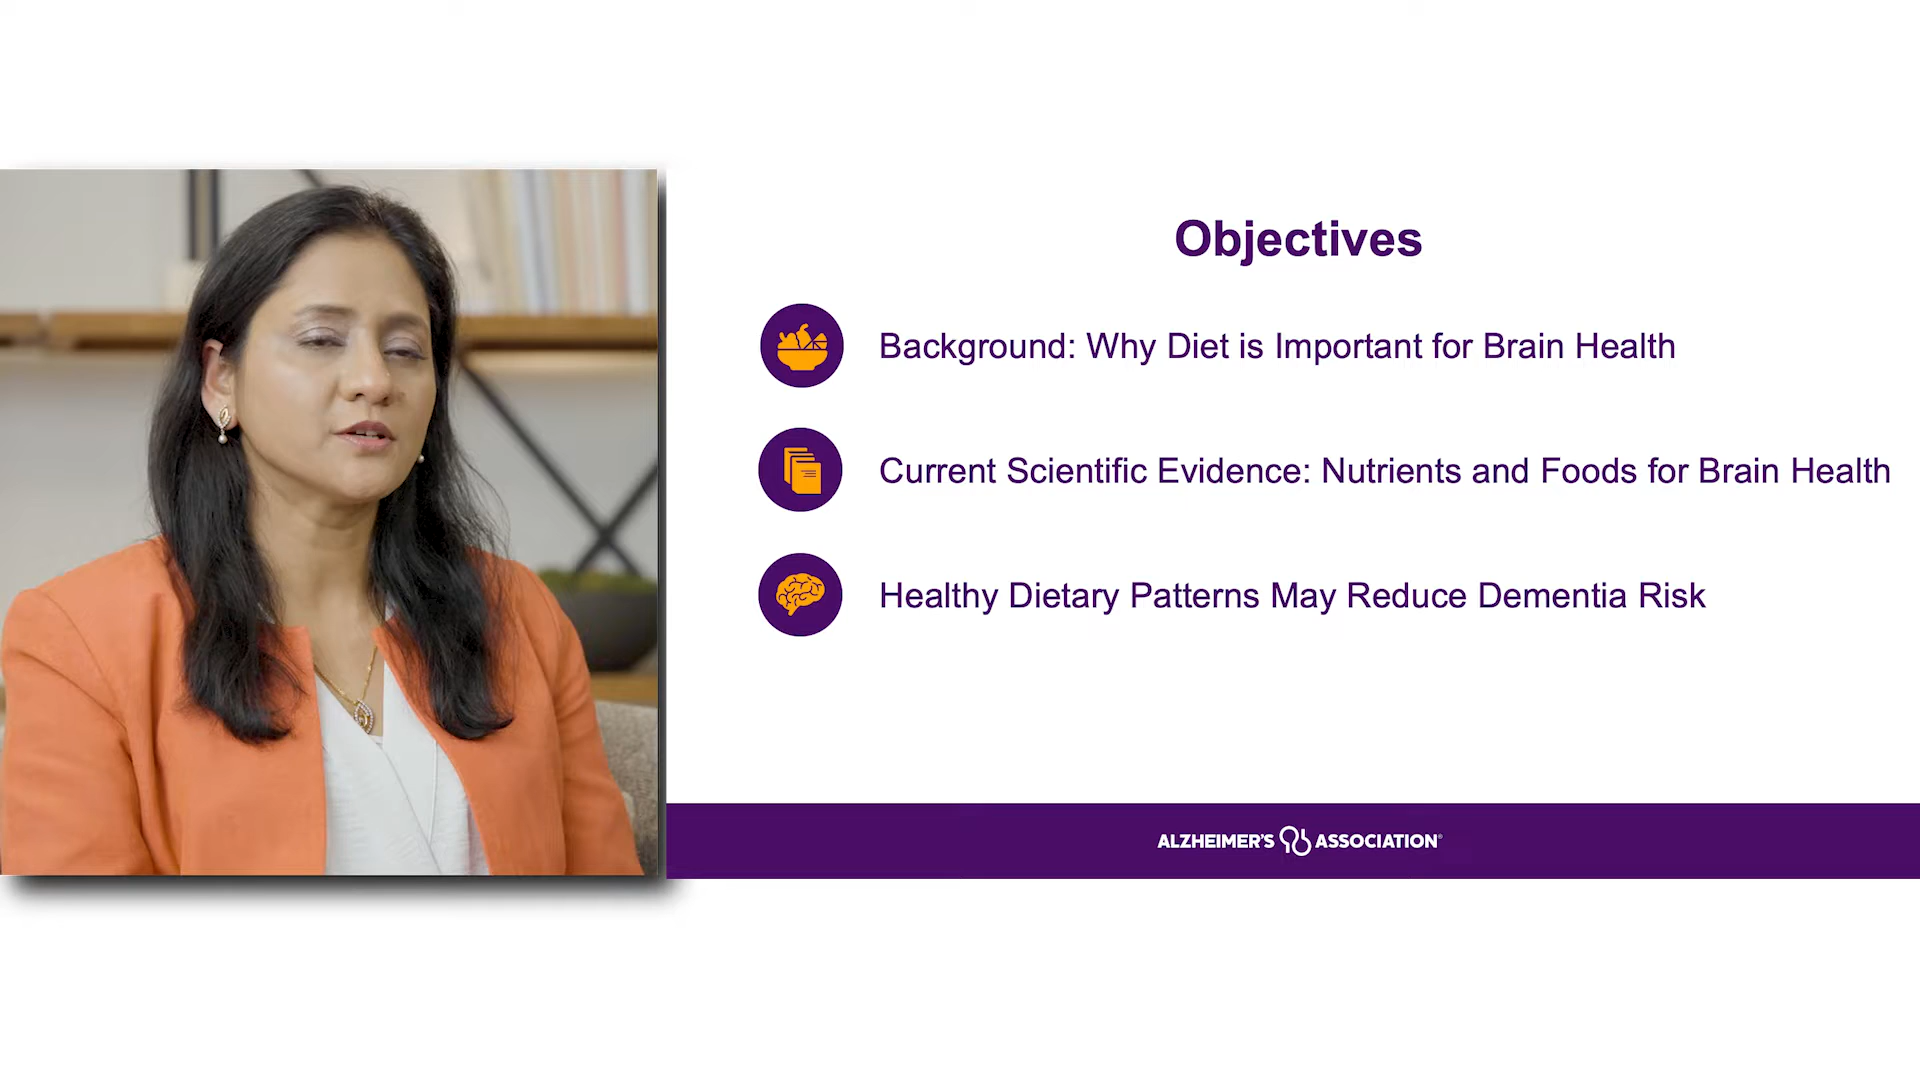 Objectives
Background: Why Diet is Important for Brain Health
Current Scientific Evidence: Nutrients and Foods for Brain Health
Healthy Dietary Patterns May Reduce Dementia Risk
ALZHEIMER'S ASSOCIATION®